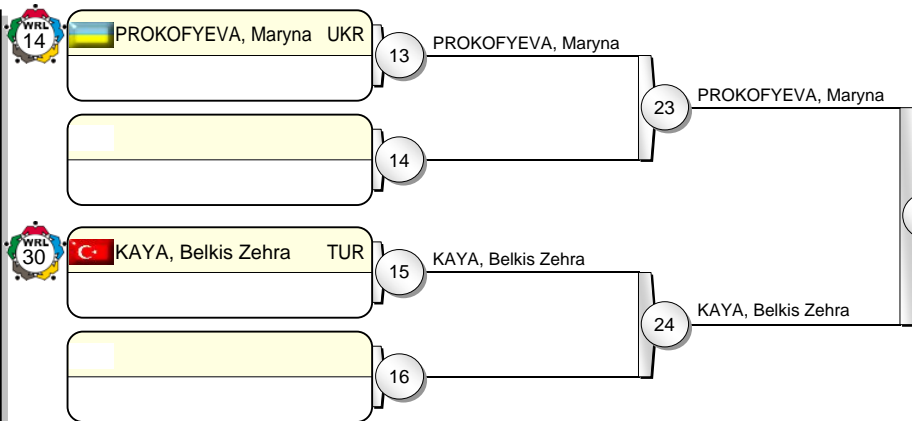 WRL
14
PROKOFYEVA, Maryna UKR
13
PROKOFYEVA, Maryna
23
PROKOFYEVA, Maryna
14
WRL
30
KAYA, Belkis Zehra TUR
15
KAYA, Belkis Zehra
24
KAYA, Belkis Zehra
16